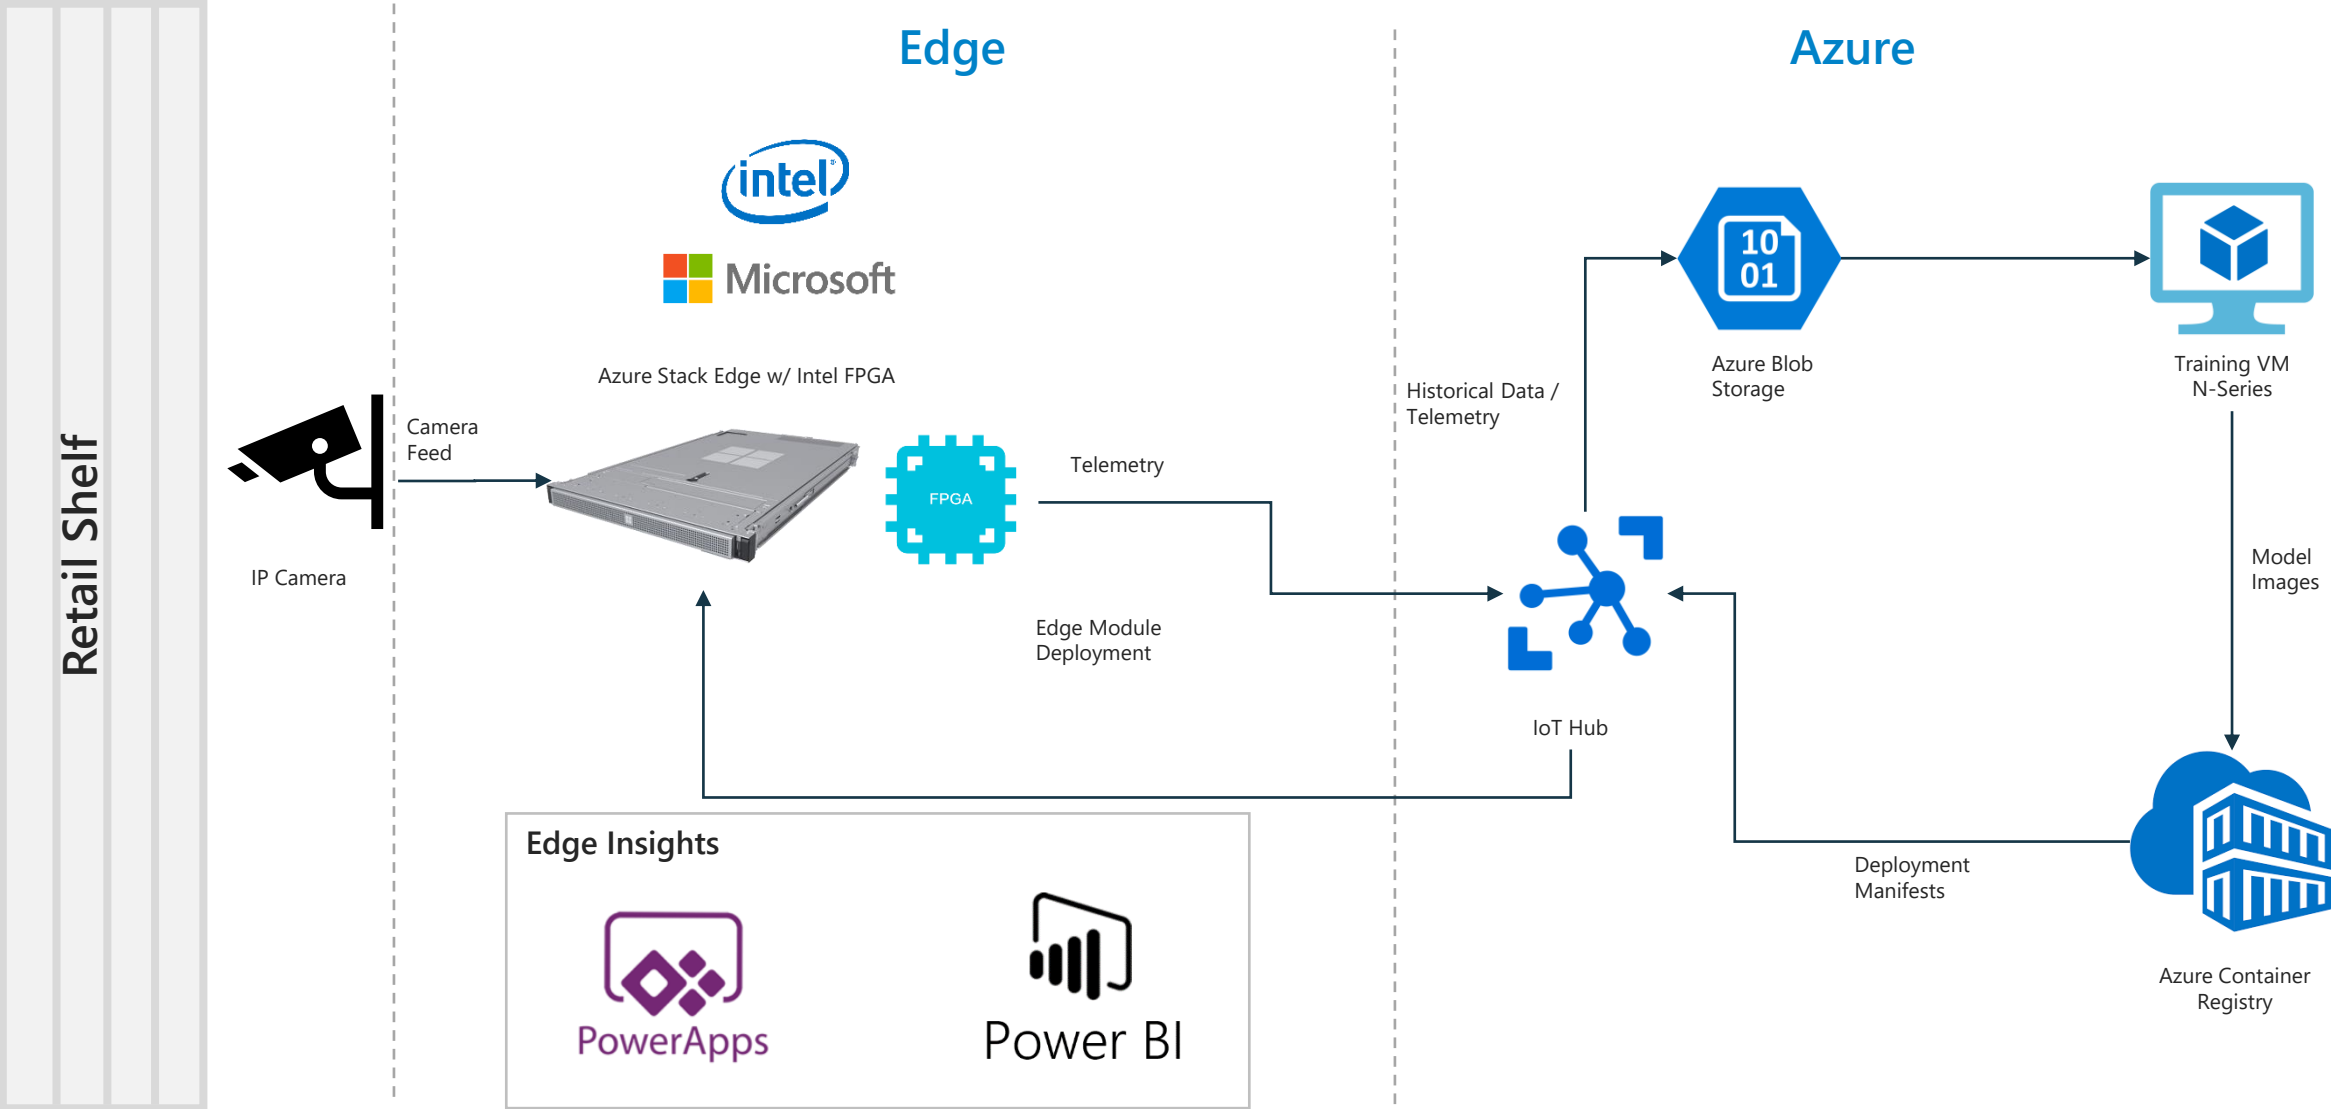 Edge
Azure
intel®
Microsoft
10
01
Azure Stack Edge w/ Intel FPGA
Azure Blob
Storage
Training VM
N-Series
Historical Data /
Telemetry
Camera
Feed
Retail Shelf
Telemetry
FPGA
IP Camera
Model
Images
Edge Module
Deployment
IoT Hub
Edge Insights
Deployment
Manifests
PowerApps
Power BI
Azure Container
Registry